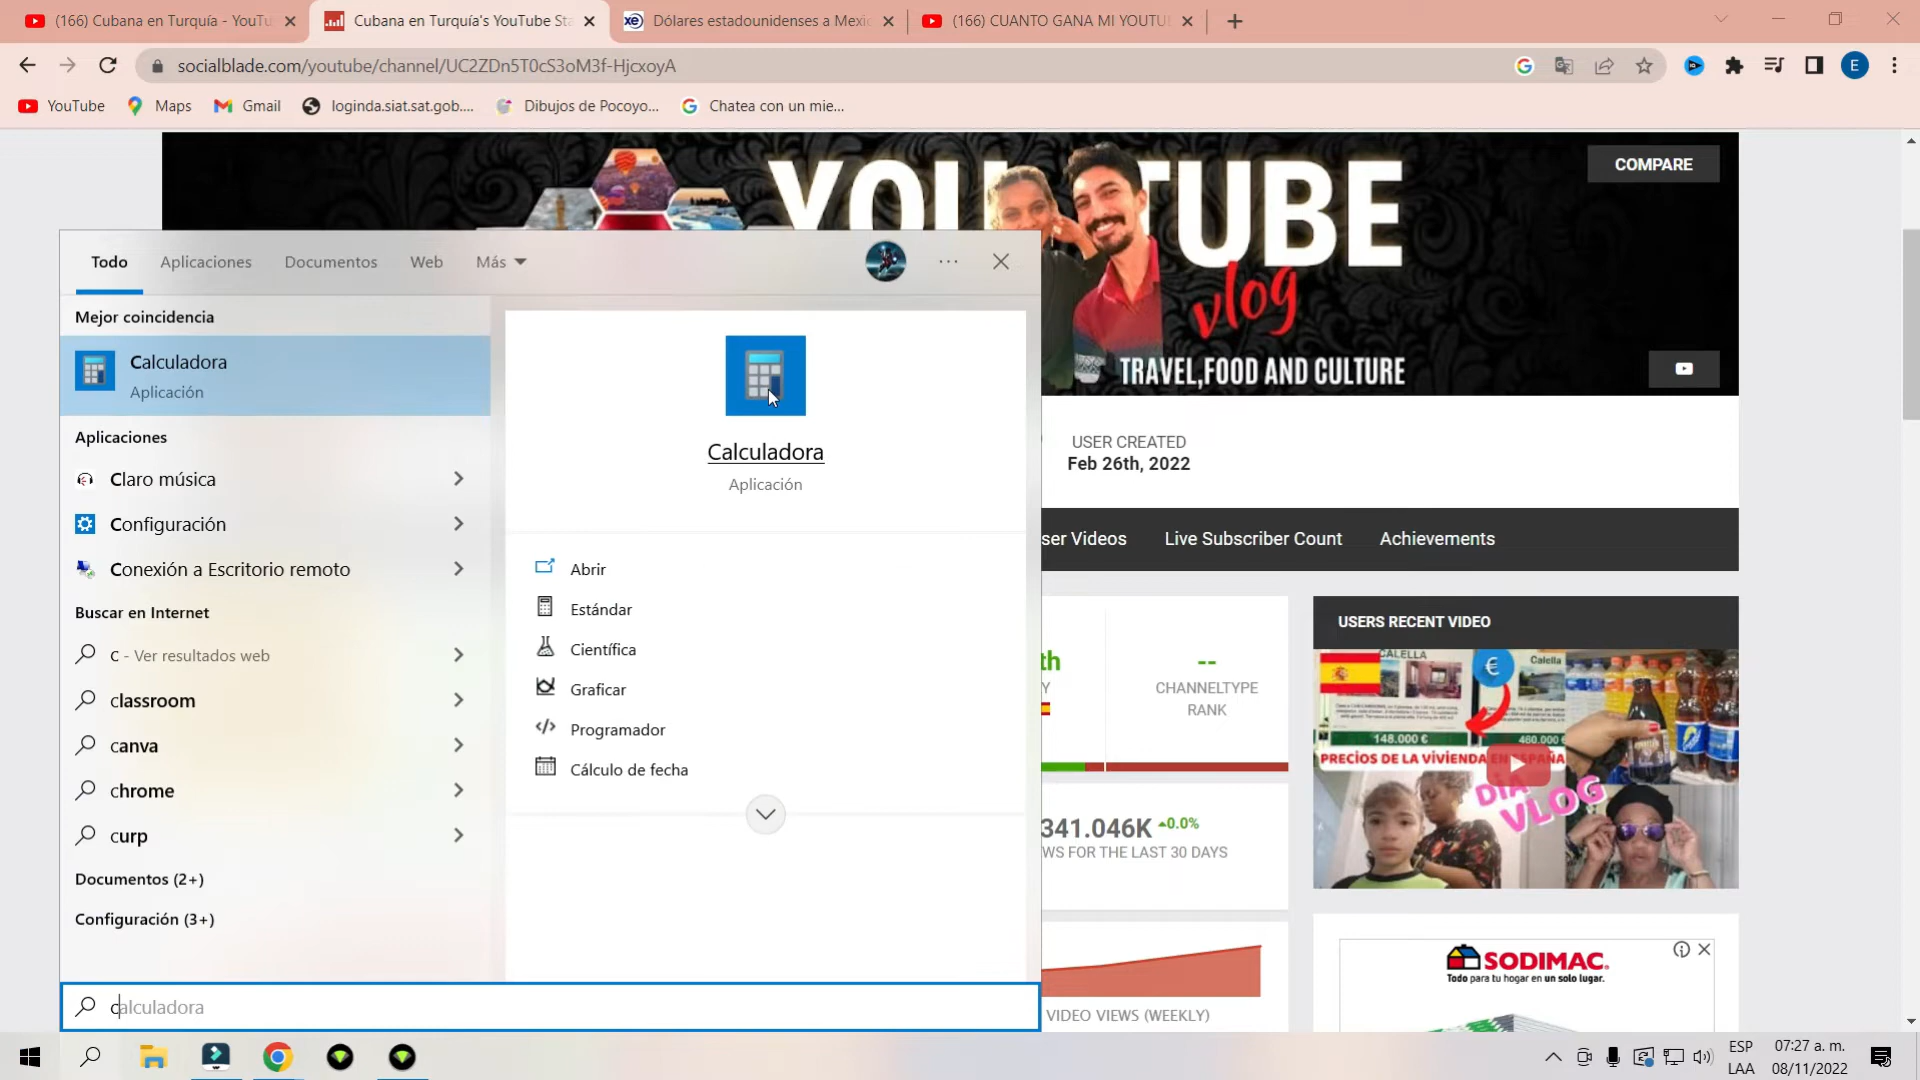 (166) Cubana en Turquía - YouTu
Cubana en Turquía's YouTube Sta
Dólares estadounidenses a Mexic
(166) CUANTO GANA MI YOUTU
socialblade.com/youtube/channel/UC2ZDn5T0cS3oM3f-HjcxoyA
E
YouTube
Maps
Gmail
loginda.siat.sat.gob....
Dibujos de Pocoyo...
Chatea con un mie...
YOUTUBE
vlog
TRAVEL,FOOD AND CULTURE
COMPARE
Todo
Aplicaciones
Documentos
Web
Más
Mejor coincidencia
Calculadora
Aplicación
Aplicaciones
Claro música
Configuración
Conexión a Escritorio remoto
Buscar en Internet
c - Ver resultados web
classroom
canva
chrome
curp
Documentos (2+)
Configuración (3+)
Calculadora
Aplicación
Abrir
Estándar
Científica
Graficar
Programador
Cálculo de fecha
calculadora
USER CREATED
Feb 26th, 2022
ser Videos
Live Subscriber Count
Achievements
th
Y
--
CHANNELTYPE
RANK
341.046K
0.0%
WS FOR THE LAST 30 DAYS
VIDEO VIEWS (WEEKLY)
USERS RECENT VIDEO
CALELLA
€
Calella
148.000 €
460.000
PRECIOS DE LA VIVIENDA EN ESPAÑA
DIA
VLOG
SODIMAC
Todo para tu hogar en un solo lugar.
ESP
LAA
07:27 a. m.
08/11/2022